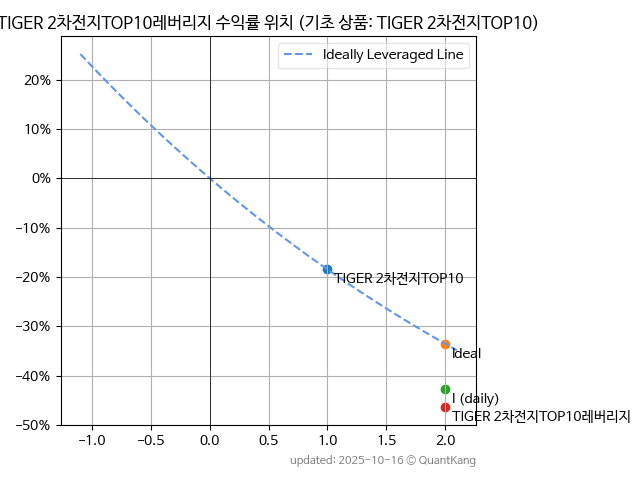 TIGER 2차전지TOP10레버리지 수익률 위치 (기초 상품: TIGER 2차전지TOP10)
Ideally Leveraged Line
20%
10%
0%
−10%
−20%
−30%
−40%
−50%
TIGER 2차전지TOP10
Ideal
I (daily)
TIGER 2차전지TOP10레버리지
−1.0 −0.5 0.0 0.5 1.0 1.5 2.0
updated: 2025-10-16 © QuantKang